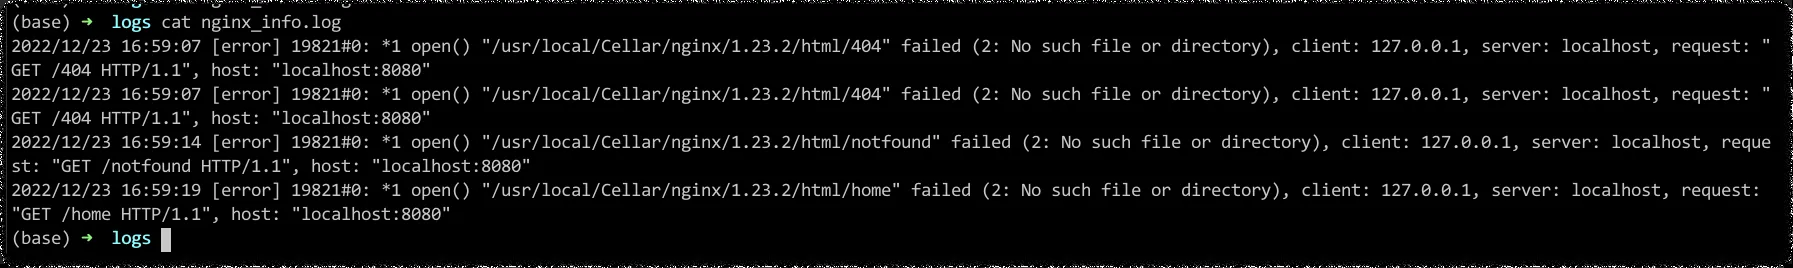 (base) ➜  logs cat nginx_info.log
2022/12/23 16:59:07 [error] 19821#0: *1 open() "/usr/local/Cellar/nginx/1.23.2/html/404" failed (2: No such file or directory), client: 127.0.0.1, server: localhost, request: "
GET /404 HTTP/1.1", host: "localhost:8080"
2022/12/23 16:59:07 [error] 19821#0: *1 open() "/usr/local/Cellar/nginx/1.23.2/html/404" failed (2: No such file or directory), client: 127.0.0.1, server: localhost, request: "
GET /404 HTTP/1.1", host: "localhost:8080"
2022/12/23 16:59:14 [error] 19821#0: *1 open() "/usr/local/Cellar/nginx/1.23.2/html/notfound" failed (2: No such file or directory), client: 127.0.0.1, server: localhost, reque
st: "GET /notfound HTTP/1.1", host: "localhost:8080"
2022/12/23 16:59:19 [error] 19821#0: *1 open() "/usr/local/Cellar/nginx/1.23.2/html/home" failed (2: No such file or directory), client: 127.0.0.1, server: localhost, request:
"GET /home HTTP/1.1", host: "localhost:8080"
(base) ➜  logs